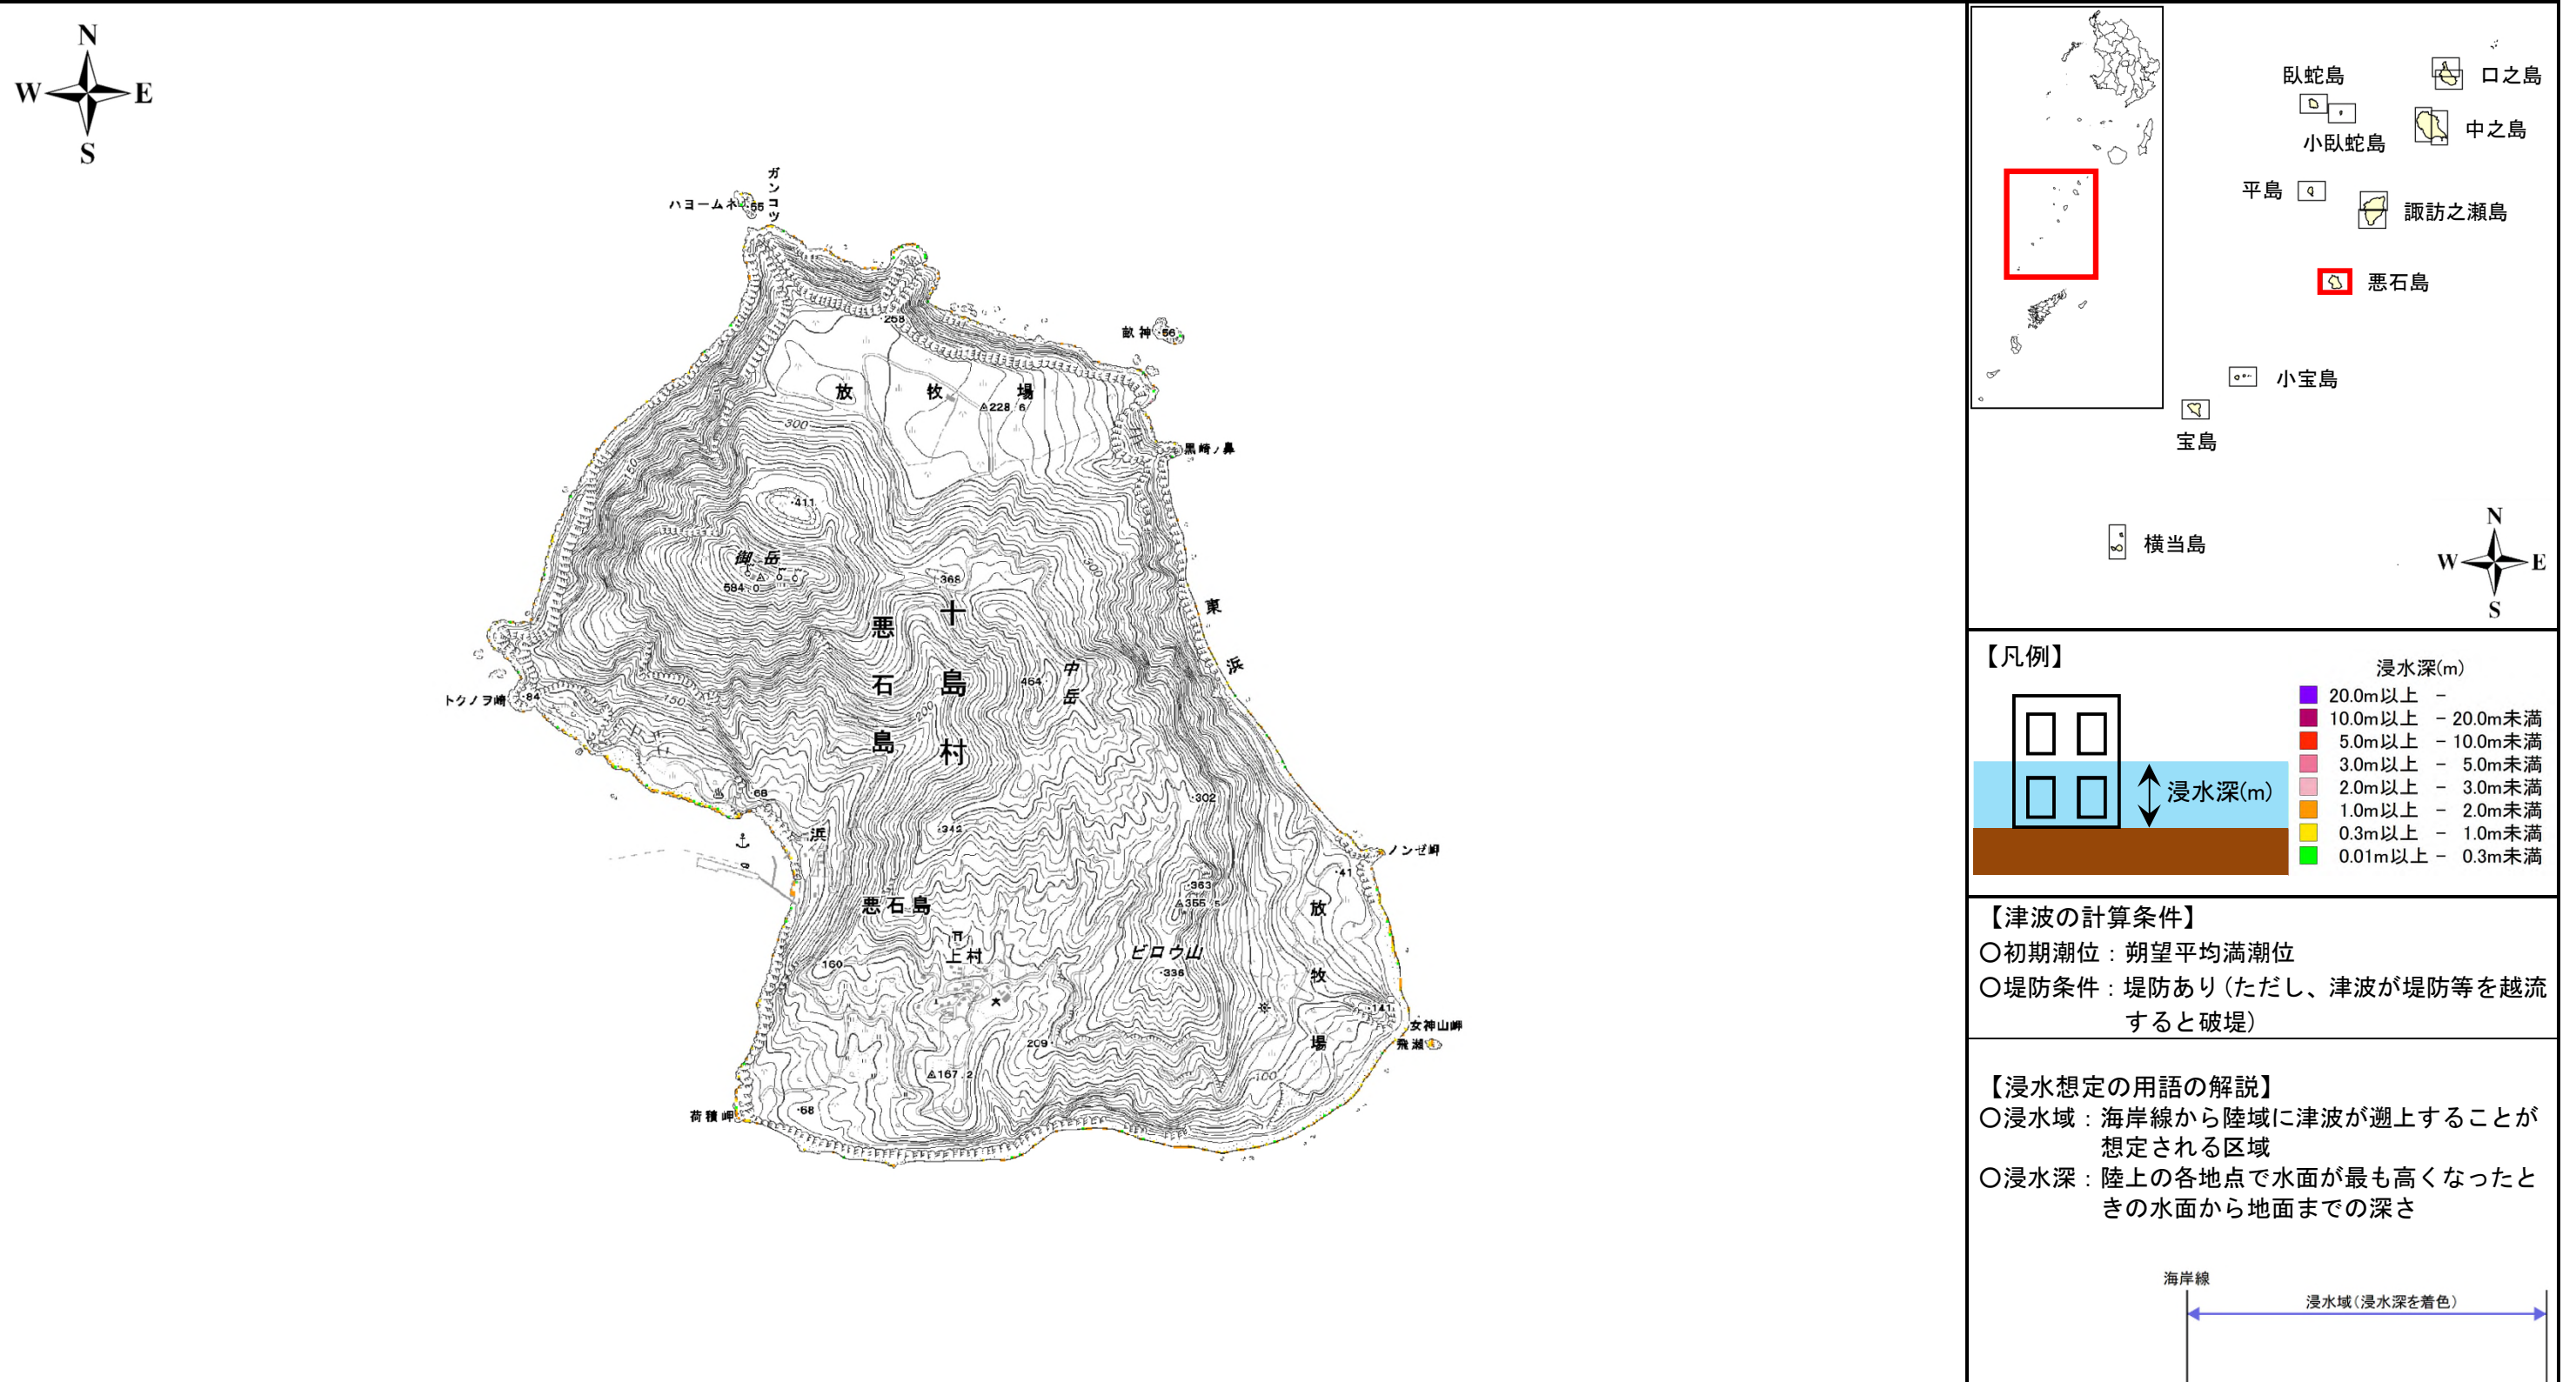 N
W E
S
ガンコツ
ハヨームネ
・55
・268
畝神
・56
放牧場
228.6
300
黒崎ノ鼻
150
・411
御岳
584.0
・368
300
十島村
悪石島
東浜
中岳
464
トクノヲ崎
・84
150
200
・68
・302
浜
・342
ノンゼ岬
・41
・363
355.5
悪石島
放牧場
上村
ビロウ山
・336
・160
・141
女神山岬
飛瀬
209・
167.2
100
荷積岬
・68
臥蛇島
口之島
小臥蛇島
中之島
平島
諏訪之瀬島
悪石島
小宝島
宝島
横当島
N
W E
S
【凡例】
浸水深(m)
浸水深(m)
20.0m以上 −
10.0m以上 − 20.0m未満
5.0m以上 − 10.0m未満
3.0m以上 − 5.0m未満
2.0m以上 − 3.0m未満
1.0m以上 − 2.0m未満
0.3m以上 − 1.0m未満
0.01m以上 − 0.3m未満
【津波の計算条件】
〇初期潮位：朔望平均満潮位
〇堤防条件：堤防あり(ただし、津波が堤防等を越流
すると破堤)
【浸水想定の用語の解説】
〇浸水域：海岸線から陸域に津波が遡上することが
想定される区域
〇浸水深：陸上の各地点で水面が最も高くなったと
きの水面から地面までの深さ
海岸線
浸水域(浸水深を着色)